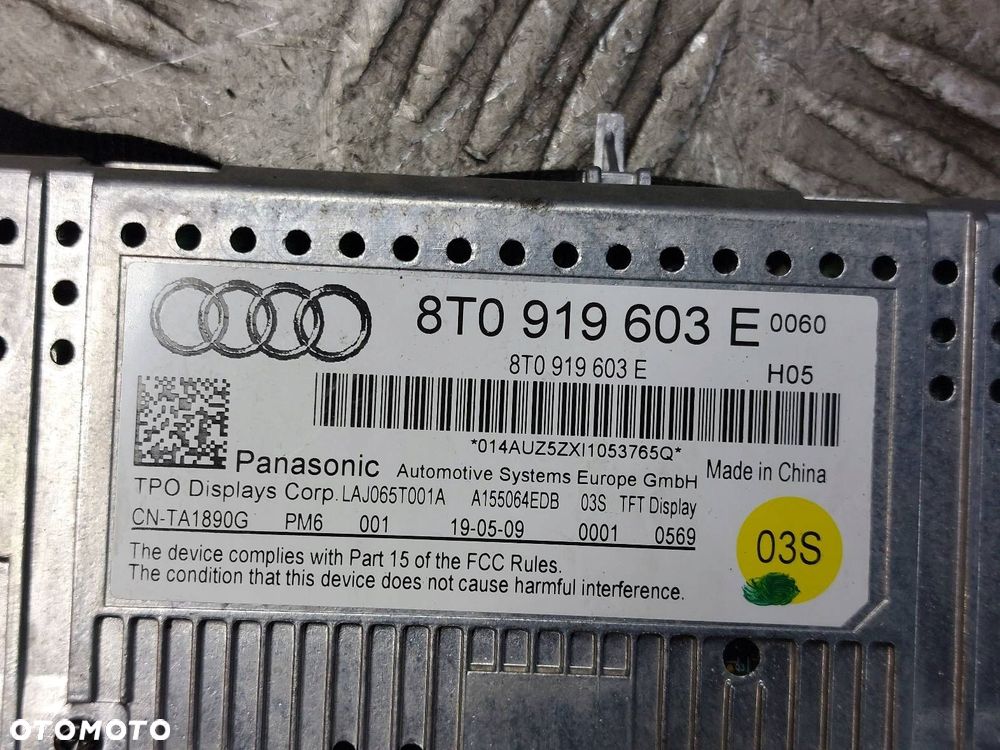 8T0 919 603 E 0060
8T0 919 603 E H05
*014AUZ5ZXI1053765Q*
Panasonic Automotive Systems Europe GmbH Made in China
TPO Displays Corp. LAJ065T001A A155064EDB 03S TFT Display
CN-TA1890G PM6 001 19-05-09 0001 0569
03S
The device complies with Part 15 of the FCC Rules.
The condition that this device does not cause harmful interference.
OTOMOTO